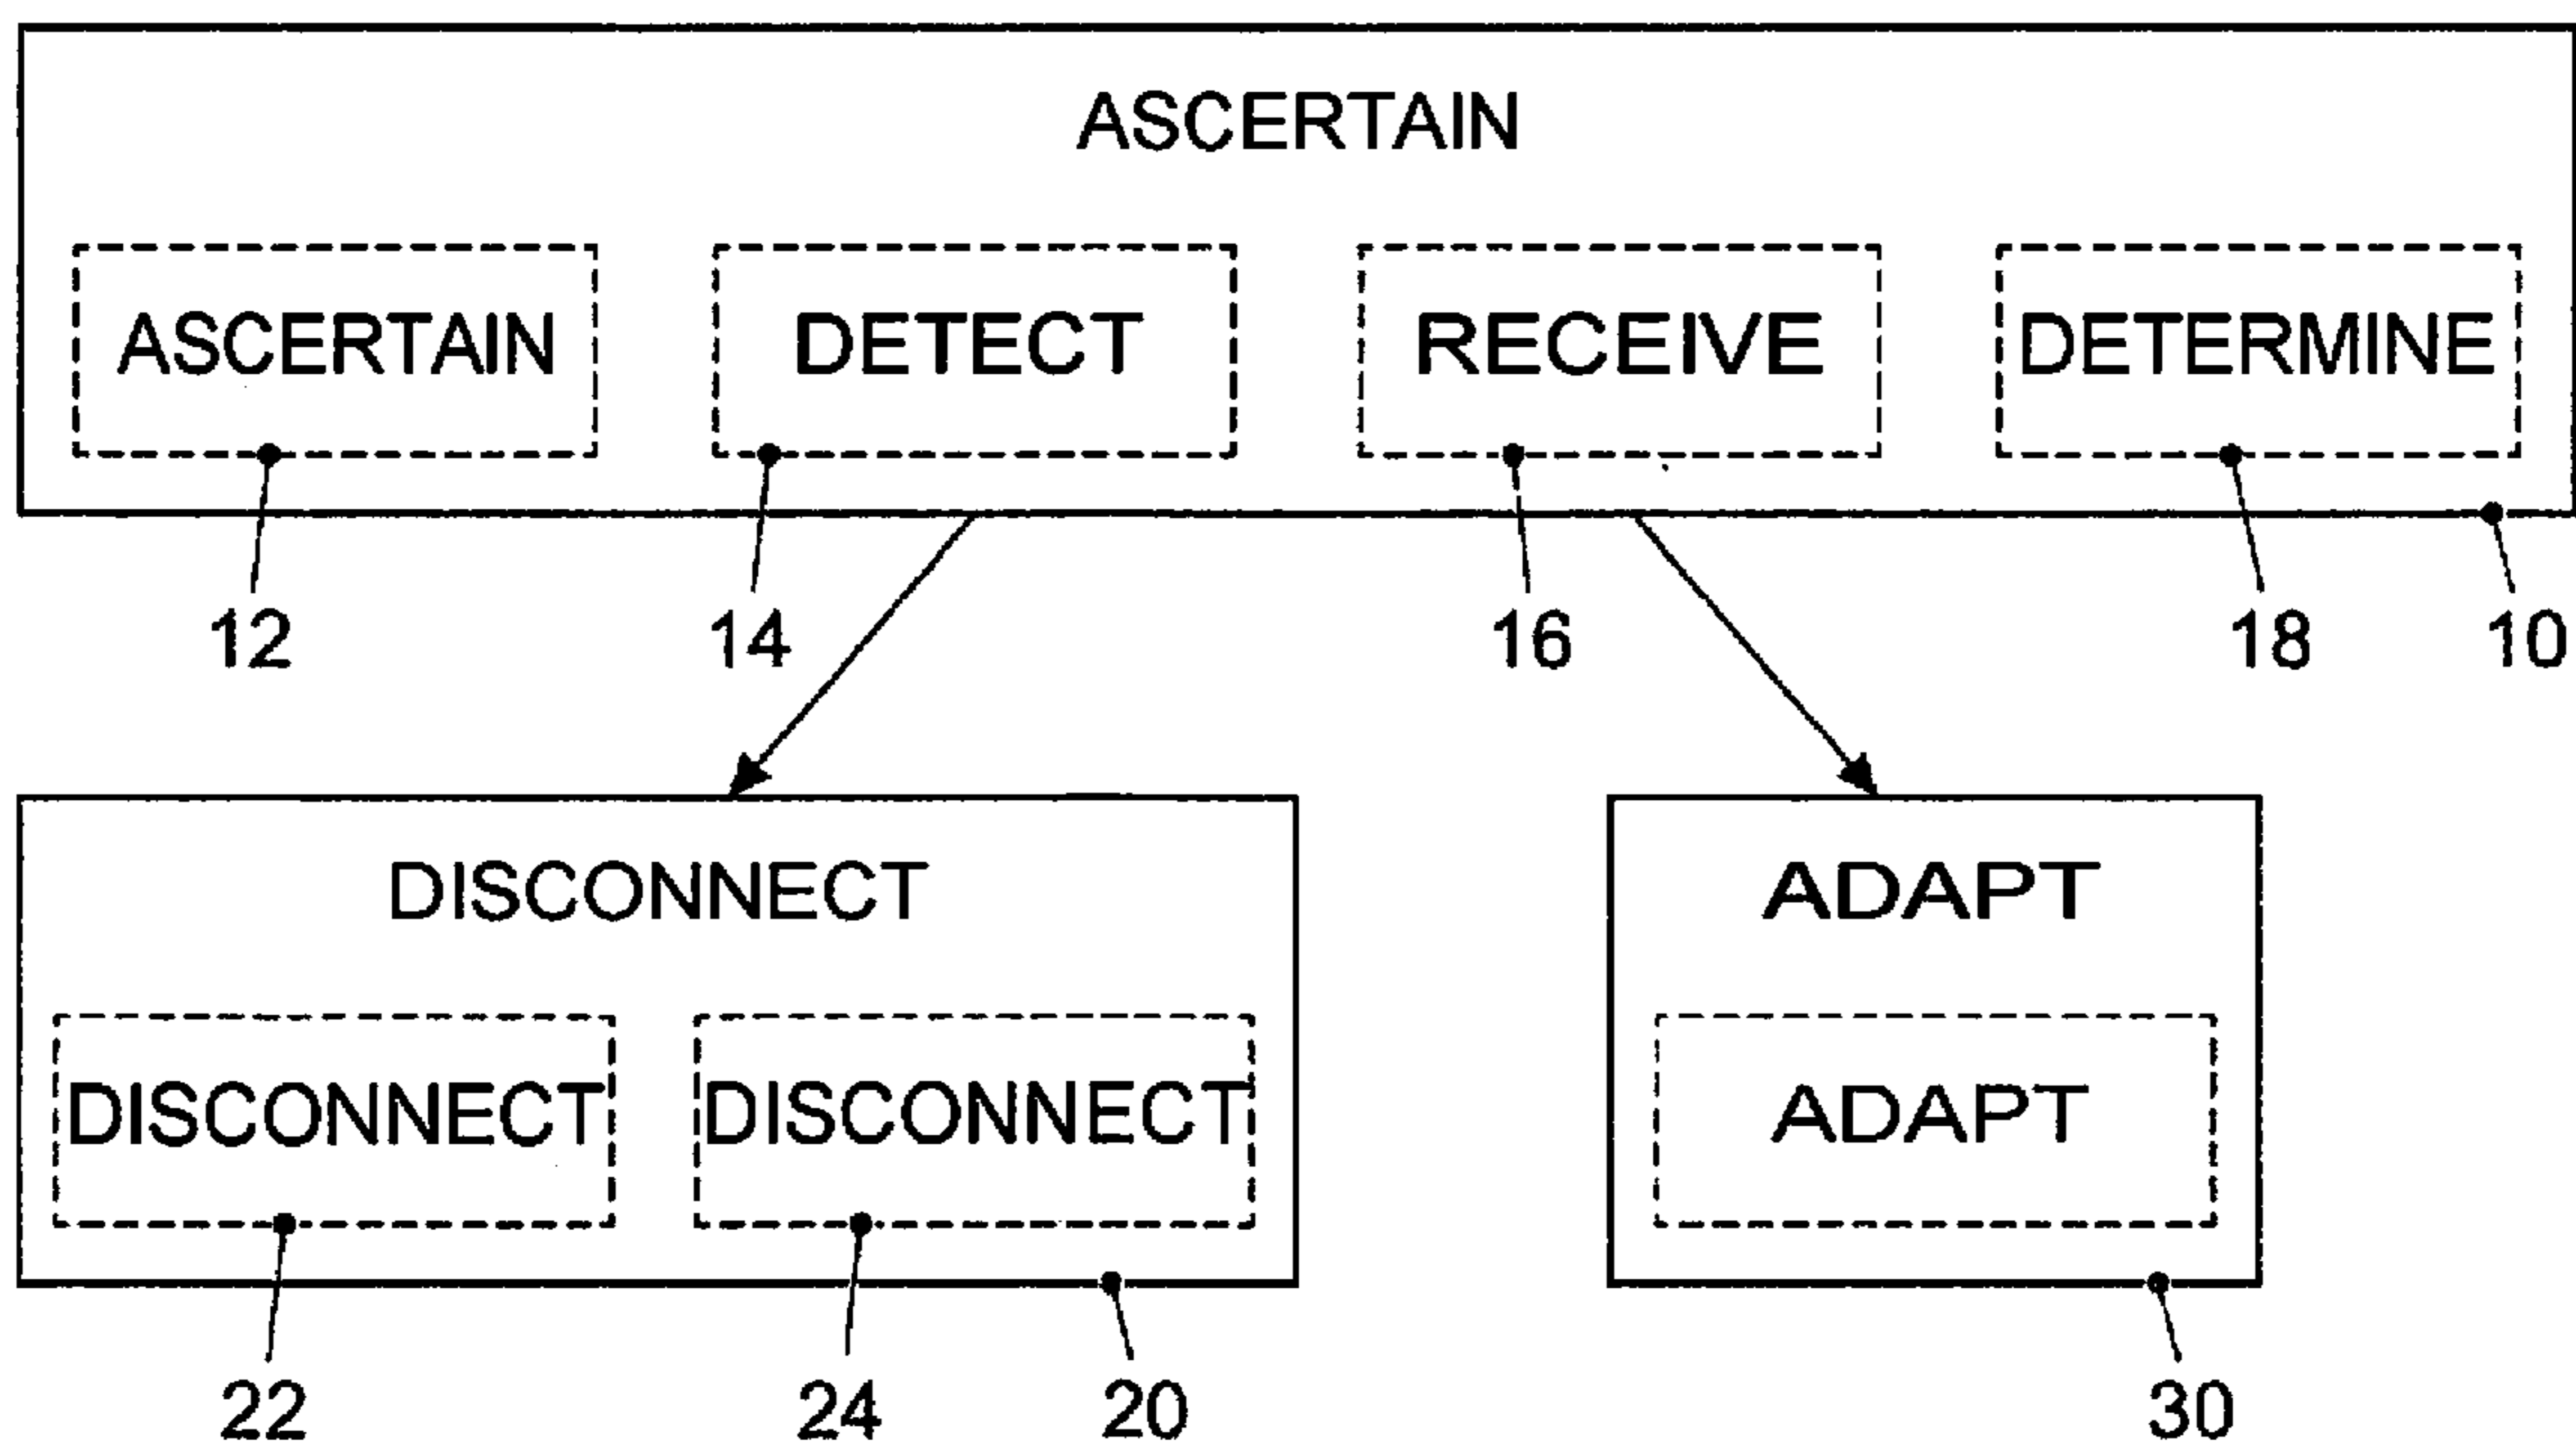 ASCERTAIN
ASCERTAIN DETECT RECEIVE DETERMINE
12 14 16 18 10
DISCONNECT ADAPT
DISCONNECT DISCONNECT ADAPT
22 24 20 30